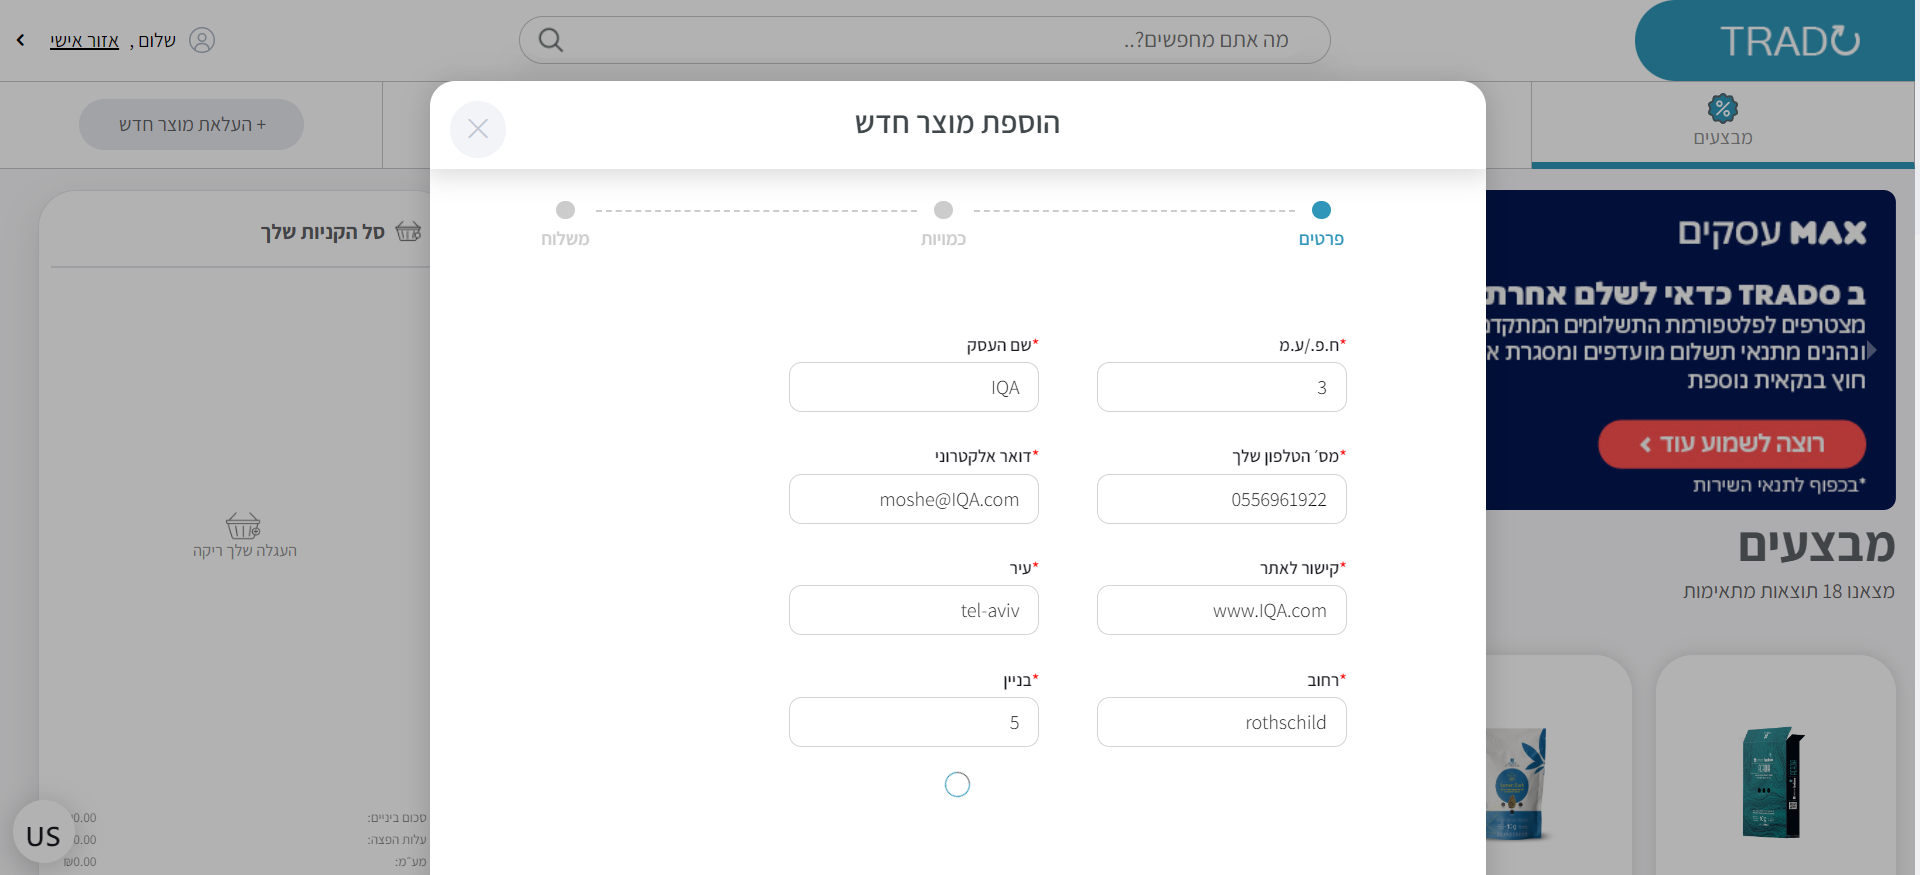 TRADO
מה אתם מחפשים?..
שלום , אזור אישי
מבצעים
+ העלאת מוצר חדש
הוספת מוצר חדש
פרטים
כמויות
משלוח
*ח.פ./ע.מ
*שם העסק
3
IQA
*מס׳ הטלפון שלך
*דואר אלקטרוני
0556961922
moshe@IQA.com
*קישור לאתר
*עיר
www.IQA.com
tel-aviv
*רחוב
*בניין
rothschild
5
MAX עסקים
ב TRADO כדאי לשלם אחרת
מצטרפים לפלטפורמת התשלומים
ונהנים מתנאי תשלום מועדפים ומסגרת
חוץ בנקאית נוספת
רוצה לשמוע עוד
*בכפוף לתנאי השירות
מבצעים
מצאנו 18 תוצאות מתאימות
סל הקניות שלך
העגלה שלך ריקה
סכום ביניים:
0.00
עלות הפצה:
0.00
מע״מ:
₪0.00
US